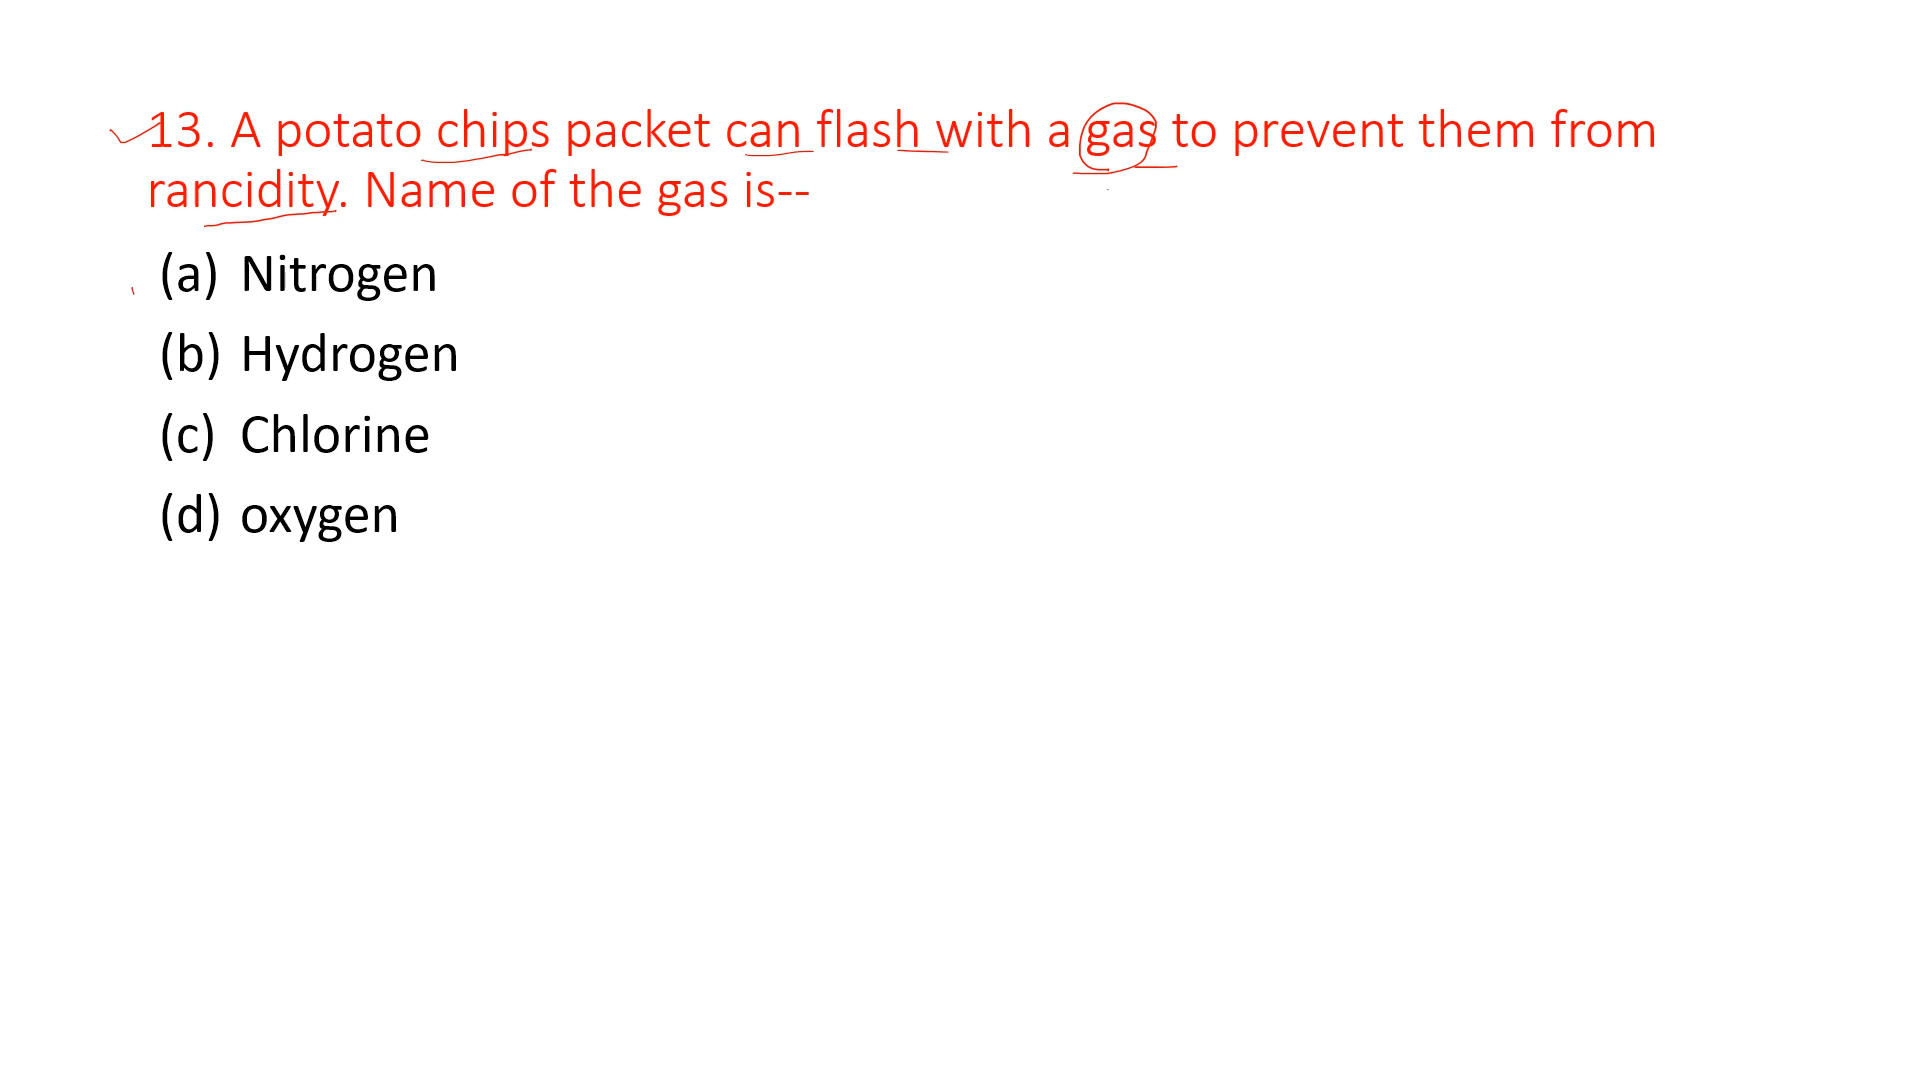 13. A potato chips packet can flash with a gas to prevent them from
rancidity. Name of the gas is--
(a) Nitrogen
(b) Hydrogen
(c) Chlorine
(d) oxygen